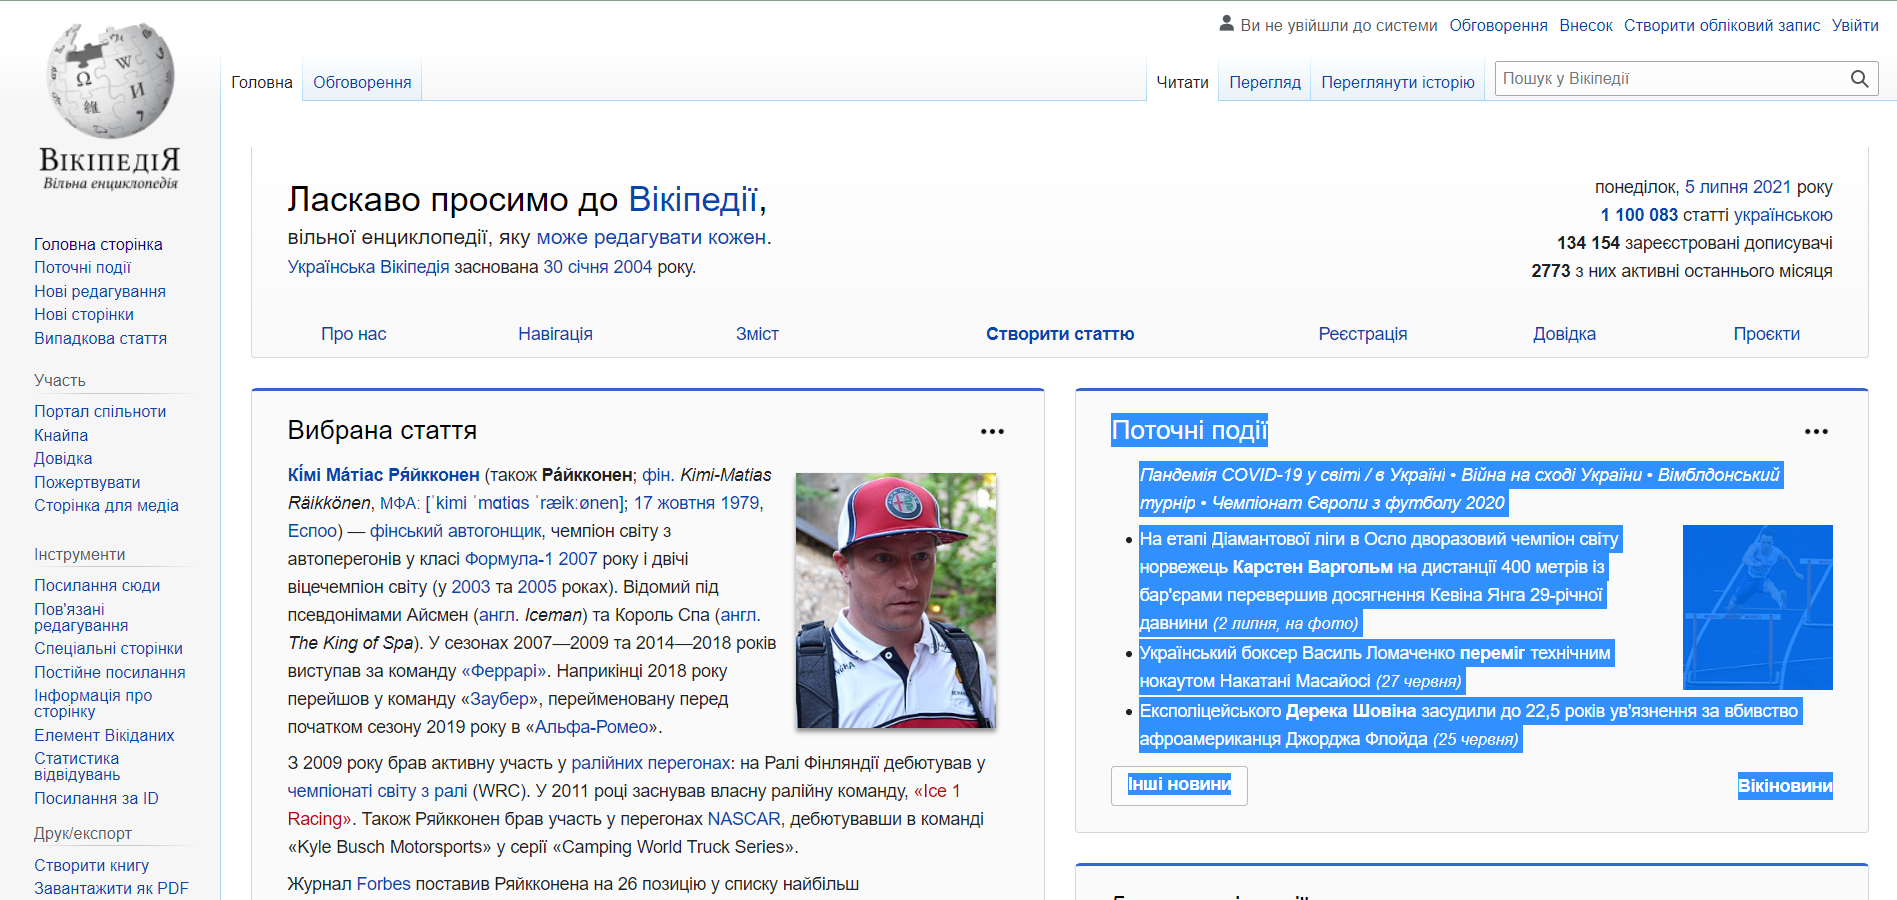 Ви не увійшли до системи Обговорення Внесок Створити обліковий запис Увійти
Головна Обговорення
Читати Перегляд Переглянути історію Пошук у Вікіпедії
ВІКІПЕДІЯ
Вільна енциклопедія
Головна сторінка
Поточні події
Нові редагування
Нові сторінки
Випадкова стаття
Участь
Портал спільноти
Кнайпа
Довідка
Пожертвувати
Сторінка для медіа
Інструменти
Посилання сюди
Пов'язані
редагування
Спеціальні сторінки
Постійне посилання
Інформація про
сторінку
Елемент Вікіданих
Статистика
відвідувань
Посилання за ID
Друк/експорт
Створити книгу
Завантажити як PDF
Ласкаво просимо до Вікіпедії,
вільної енциклопедії, яку може редагувати кожен.
Українська Вікіпедія заснована 30 січня 2004 року.
понеділок, 5 липня 2021 року
1 100 083 статті українською
134 154 зареєстровані дописувачі
2773 з них активні останнього місяця
Про нас Навігація Зміст Створити статтю Реєстрація Довідка Проєкти
Вибрана стаття
Кі́мі Ма́тіас Ря́йкконен (також Ра́йкконен; фін. Kimi-Matias
Räikkönen, МФА: [ˈkimi ˈmɑtiɑs ˈræikːønen]; 17 жовтня 1979,
Еспоо) — фінський автогонщик, чемпіон світу з
автоперегонів у класі Формула-1 2007 року і двічі
віцечемпіон світу (у 2003 та 2005 роках). Відомий під
псевдонімами Айсмен (англ. Iceman) та Король Спа (англ.
The King of Spa). У сезонах 2007—2009 та 2014—2018 років
виступав за команду «Феррарі». Наприкінці 2018 року
перейшов у команду «Заубер», перейменовану перед
початком сезону 2019 року в «Альфа-Ромео».
З 2009 року брав активну участь у ралійних перегонах: на Ралі Фінляндії дебютував у
чемпіонаті світу з ралі (WRC). У 2011 році заснував власну ралійну команду, «Ice 1
Racing». Також Ряйкконен брав участь у перегонах NASCAR, дебютувавши в команді
«Kyle Busch Motorsports» у серії «Camping World Truck Series».
Журнал Forbes поставив Ряйкконена на 26 позицію у списку найбільш
Поточні події
Пандемія COVID-19 у світі / в Україні • Війна на сході України • Вімблдонський
турнір • Чемпіонат Європи з футболу 2020
• На етапі Діамантової ліги в Осло дворазовий чемпіон світу
норвежець Карстен Варгольм на дистанції 400 метрів із
бар'єрами перевершив досягнення Кевіна Янга 29-річної
давнини (2 липня, на фото)
• Український боксер Василь Ломаченко переміг технічним
нокаутом Накатані Масайосі (27 червня)
• Експоліцейського Дерека Шовіна засудили до 22,5 років ув'язнення за вбивство
афроамериканця Джорджа Флойда (25 червня)
Інші новини Вікіновини